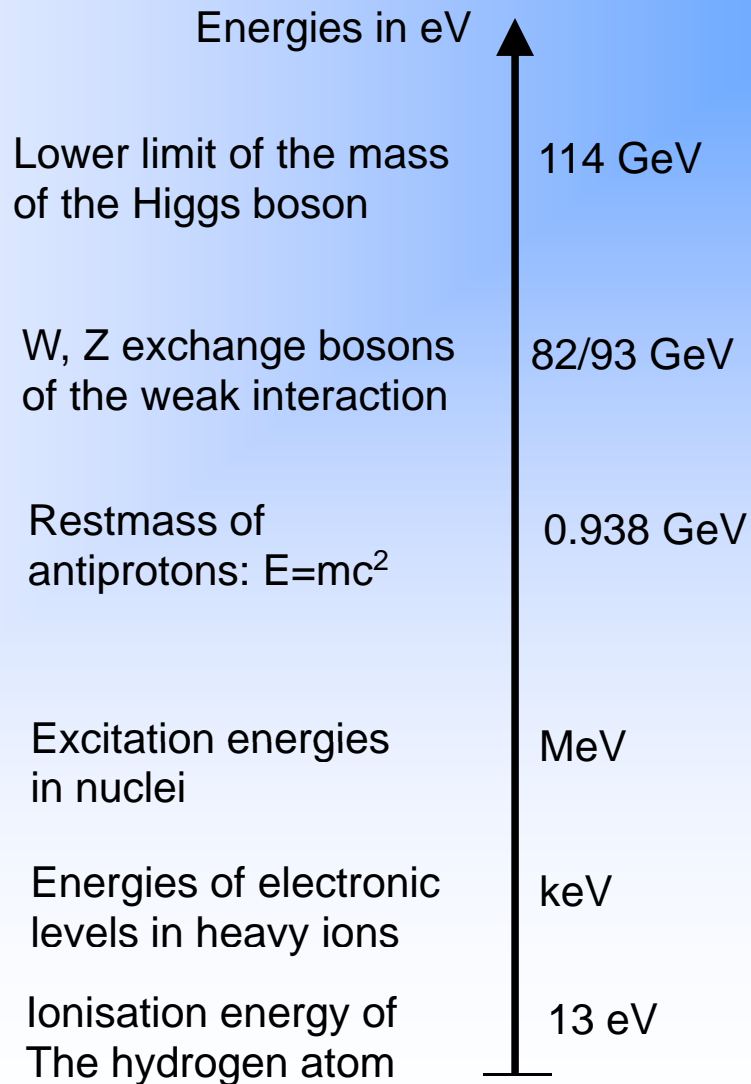 Energies in eV
Lower limit of the mass
of the Higgs boson
114 GeV
W, Z exchange bosons
of the weak interaction
82/93 GeV
Restmass of
antiprotons: E=mc²
0.938 GeV
Excitation energies
in nuclei
MeV
Energies of electronic
levels in heavy ions
keV
Ionisation energy of
The hydrogen atom
13 eV